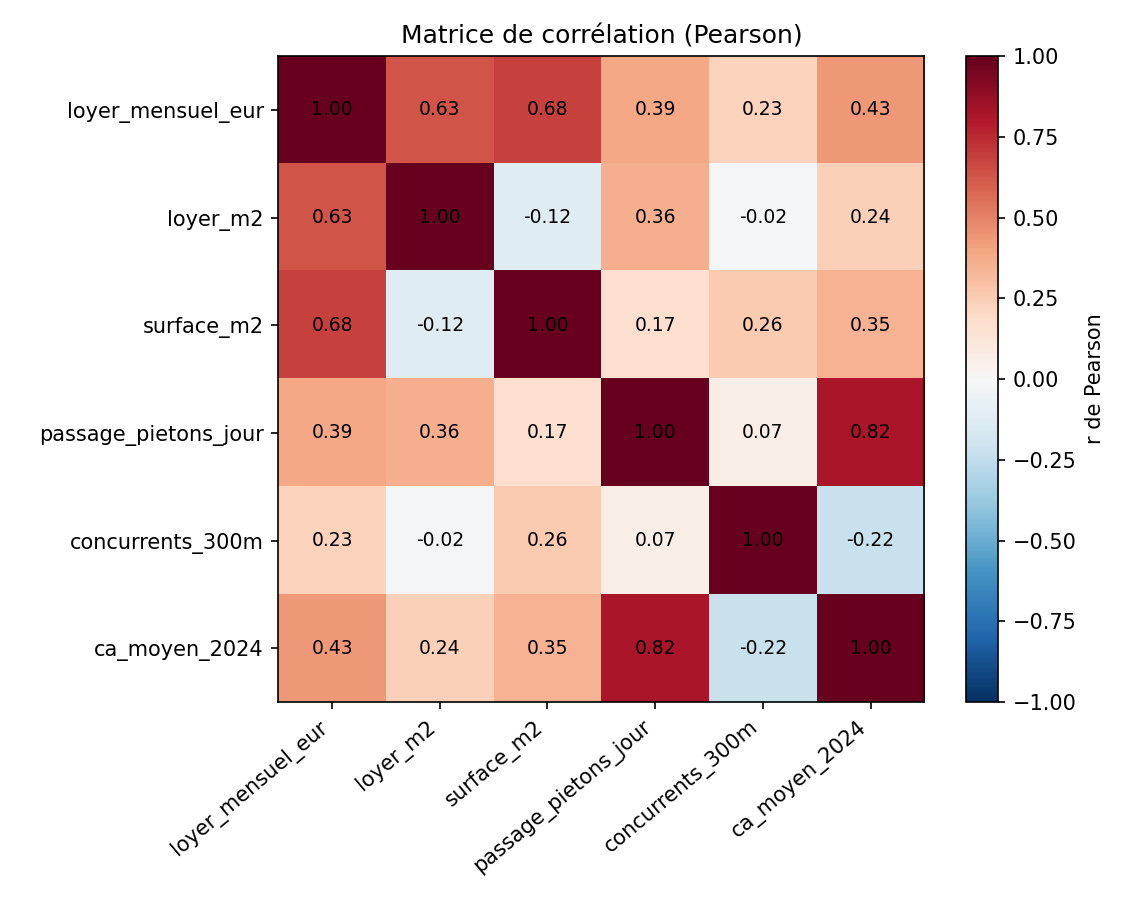 Matrice de corrélation (Pearson)
loyer_mensuel_eur 1.00 0.63 0.68 0.39 0.23 0.43
loyer_m2 0.63 1.00 -0.12 0.36 -0.02 0.24
surface_m2 0.68 -0.12 1.00 0.17 0.26 0.35
passage_pietons_jour 0.39 0.36 0.17 1.00 0.07 0.82
concurrents_300m 0.23 -0.02 0.26 0.07 1.00 -0.22
ca_moyen_2024 0.43 0.24 0.35 0.82 -0.22 1.00
loyer_mensuel_eur
loyer_m2
surface_m2
passage_pietons_jour
concurrents_300m
ca_moyen_2024
1.00
0.75
0.50
0.25
0.00
−0.25
−0.50
−0.75
−1.00
r de Pearson